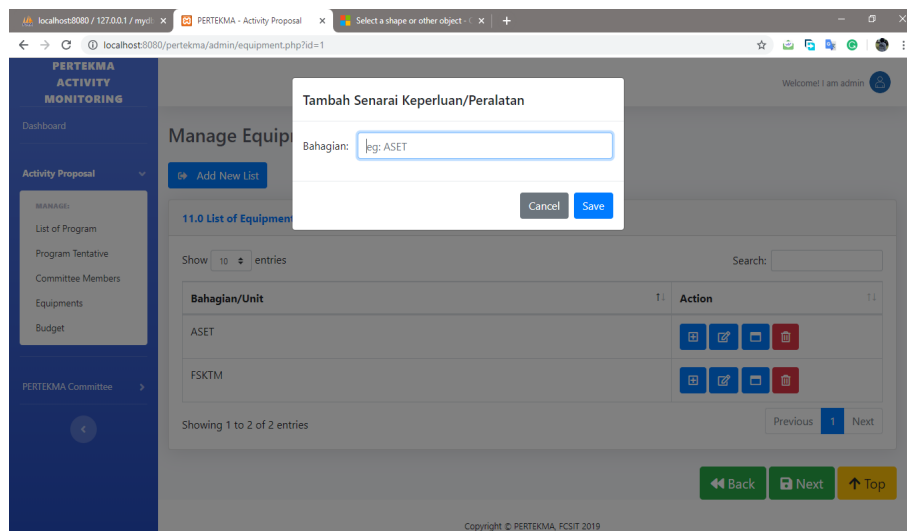 localhost:8080 / 127.0.0.1 / mydb
PERTEKMA - Activity Proposal
Select a shape or other object - 
localhost:8080/pertekma/admin/equipment.php?id=1
PERTEKMA
ACTIVITY
MONITORING
Welcome! I am admin
Tambah Senarai Keperluan/Peralatan
Dashboard
Manage Equip
Bahagian:
eg: ASET
Activity Proposal
Add New List
Cancel
Save
MANAGE:
List of Program
11.0 List of Equipment
Program Tentative
Show 10 entries
Search:
Committee Members
Equipments
Bahagian/Unit
Action
Budget
ASET
FSKTM
PERTEKMA Committee
Showing 1 to 2 of 2 entries
Previous 1 Next
Back
Next
Top
Copyright © PERTEKMA, FCSIT 2019